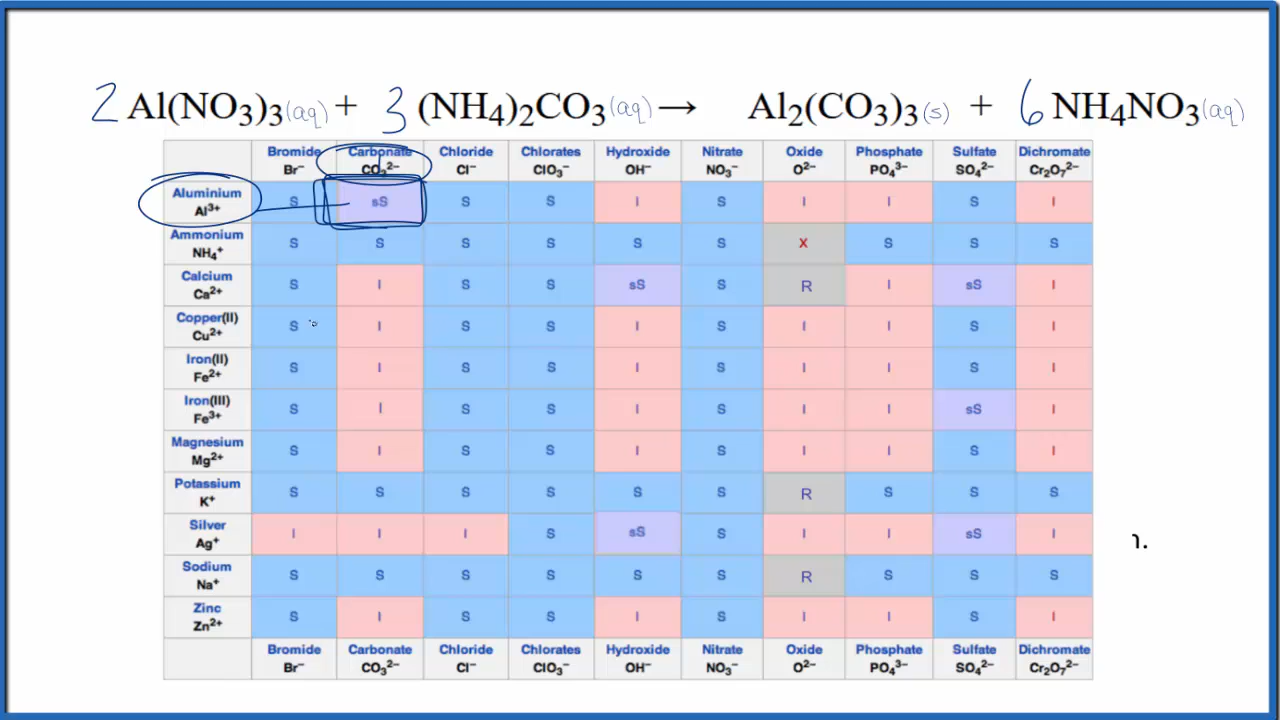 2 Al(NO3)3(aq) + 3 (NH4)2CO3(aq) → Al2(CO3)3(s) + 6 NH4NO3(aq)
Bromide Carbonate Chloride Chlorates Hydroxide Nitrate Oxide Phosphate Sulfate Dichromate
Br⁻ CO₃²⁻ Cl⁻ ClO₃⁻ OH⁻ NO₃⁻ O²⁻ PO₄³⁻ SO₄²⁻ Cr₂O₇²⁻
Aluminium
Al³⁺ S sS S S I S I I S I
Ammonium
NH₄⁺ S S S S S S X S S S
Calcium
Ca²⁺ S I S S sS S R I sS I
Copper(II)
Cu²⁺ S I S S I S I I S I
Iron(II)
Fe²⁺ S I S S I S I I S I
Iron(III)
Fe³⁺ S I S S I S I I sS I
Magnesium
Mg²⁺ S I S S I S I I S I
Potassium
K⁺ S S S S S S R S S S
Silver
Ag⁺ I I I S sS S I I sS I
Sodium
Na⁺ S S S S S S R S S S
Zinc
Zn²⁺ S I S S I S I I S I
Bromide Carbonate Chloride Chlorates Hydroxide Nitrate Oxide Phosphate Sulfate Dichromate
Br⁻ CO₃²⁻ Cl⁻ ClO₃⁻ OH⁻ NO₃⁻ O²⁻ PO₄³⁻ SO₄²⁻ Cr₂O₇²⁻